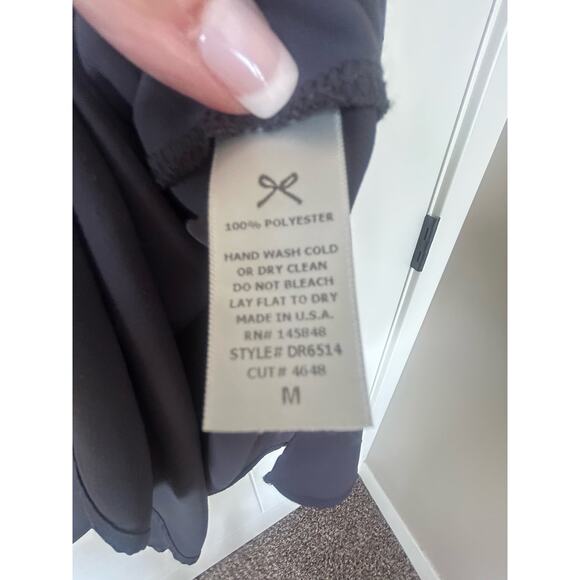 100% POLYESTER
HAND WASH COLD
OR DRY CLEAN
DO NOT BLEACH
LAY FLAT TO DRY
MADE IN U.S.A.
RN# 145848
STYLE# DR6514
CUT# 4648
M